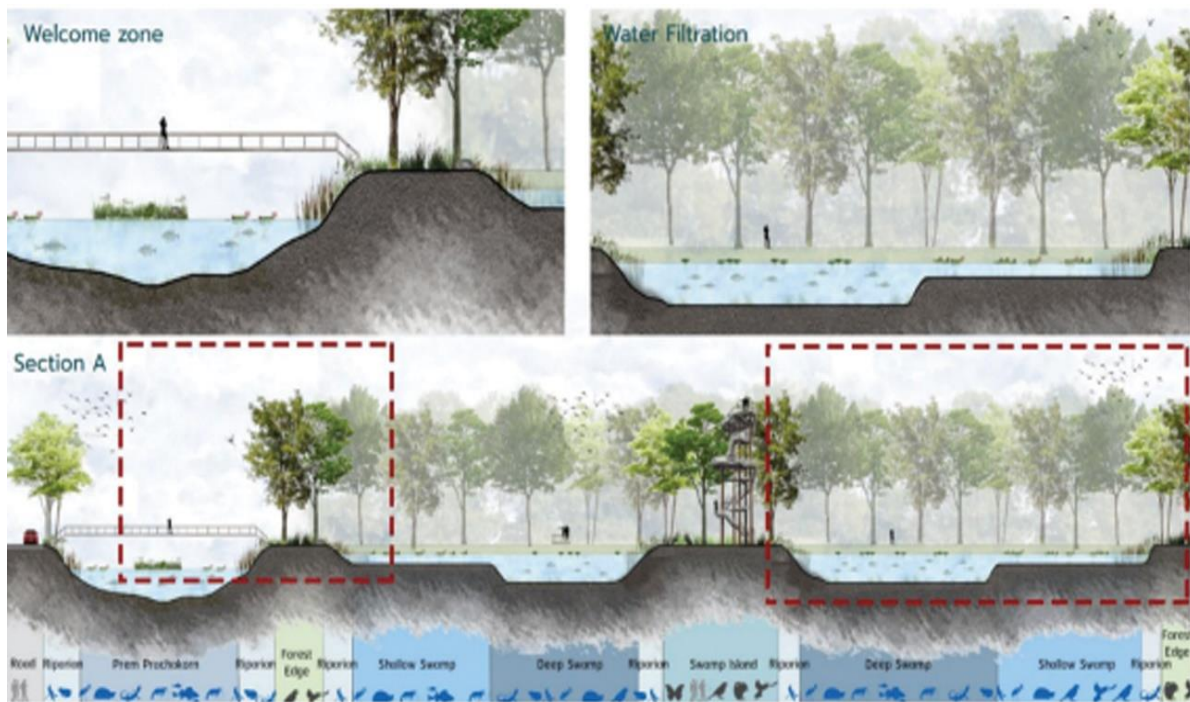 Welcome zone
Water Filtration
Section A
Road
Riparian
Prem Prachakorn
Riparian
Forest
Edge
Riparian
Shallow Swamp
Deep Swamp
Riparian
Swamp Island
Riparian
Deep Swamp
Shallow Swamp
Riparian
Forest
Edge